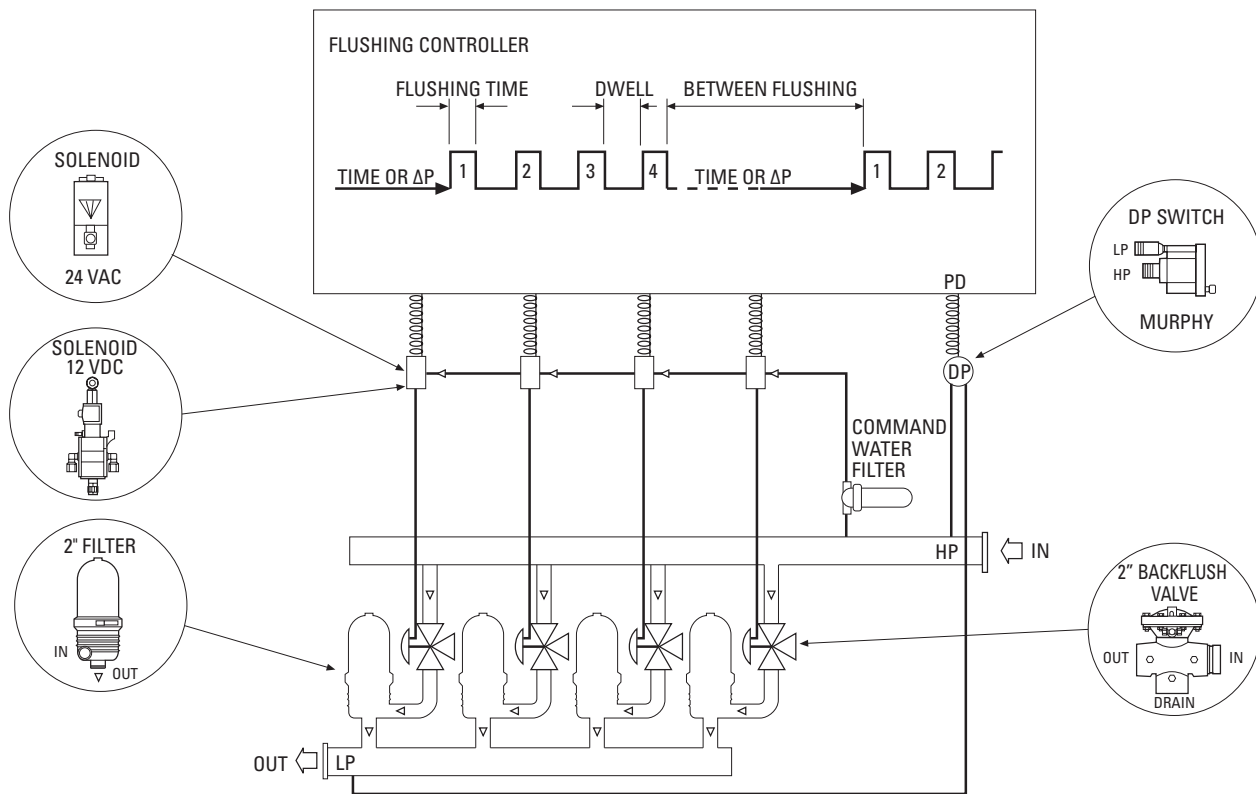 FLUSHING CONTROLLER
FLUSHING TIME
DWELL
BETWEEN FLUSHING
TIME OR ΔP
1
2
3
4
TIME OR ΔP
1
2
PD
SOLENOID
24 VAC
SOLENOID
12 VDC
2" FILTER
IN
OUT
DP SWITCH
LP
HP
MURPHY
DP
COMMAND
WATER
FILTER
HP
IN
2” BACKFLUSH
VALVE
OUT
IN
DRAIN
OUT
LP